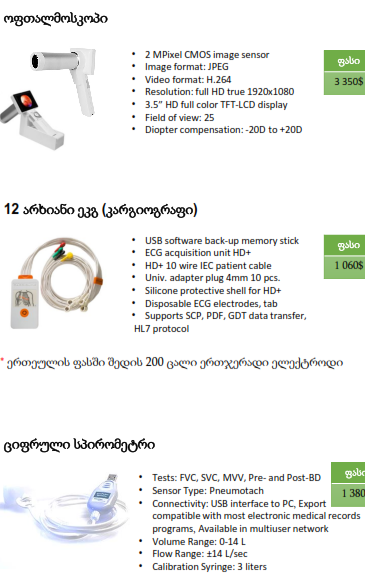 ოფთალმოსკოპი
• 2 MPixel CMOS image sensor
• Image format: JPEG
• Video format: H.264
• Resolution: full HD true 1920x1080
• 3.5” HD full color TFT-LCD display
• Field of view: 25
• Diopter compensation: -20D to +20D
ფასი
3 350$
12 არხიანი ეკგ (კარგიოგრაფი)
• USB software back-up memory stick
• ECG acquisition unit HD+
• HD+ 10 wire IEC patient cable
• Univ. adapter plug 4mm 10 pcs.
• Silicone protective shell for HD+
• Disposable ECG electrodes, tab
• Supports SCP, PDF, GDT data transfer,
HL7 protocol
ფასი
1 060$
* ერთეულის ფასში შედის 200 ცალი ერთჯერადი ელექტროდი
ციფრული სპირომეტრი
• Tests: FVC, SVC, MVV, Pre- and Post-BD
• Sensor Type: Pneumotach
• Connectivity: USB interface to PC, Export
compatible with most electronic medical records
programs, Available in multiuser network
• Volume Range: 0-14 L
• Flow Range: ±14 L/sec
• Calibration Syringe: 3 liters
ფასი
1 380